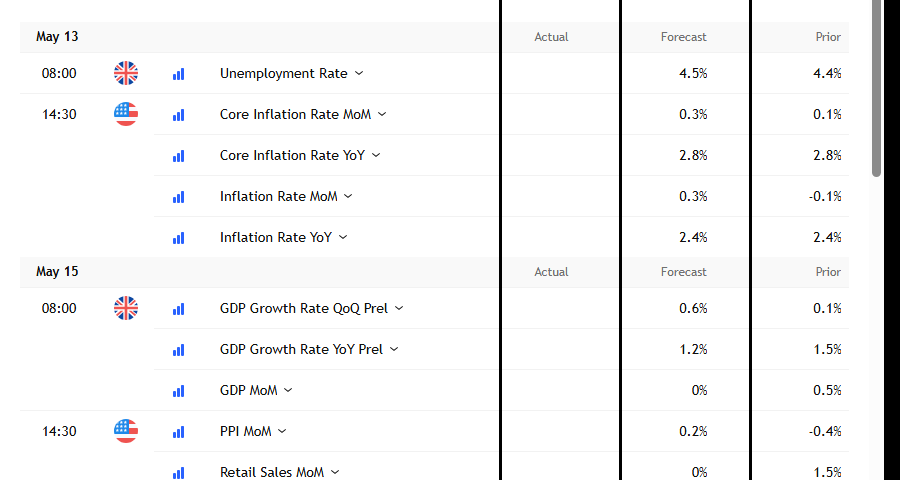 May 13 Actual Forecast Prior
08:00 Unemployment Rate 4.5% 4.4%
14:30 Core Inflation Rate MoM 0.3% 0.1%
Core Inflation Rate YoY 2.8% 2.8%
Inflation Rate MoM 0.3% -0.1%
Inflation Rate YoY 2.4% 2.4%
May 15 Actual Forecast Prior
08:00 GDP Growth Rate QoQ Prel 0.6% 0.1%
GDP Growth Rate YoY Prel 1.2% 1.5%
GDP MoM 0% 0.5%
14:30 PPI MoM 0.2% -0.4%
Retail Sales MoM 0% 1.5%